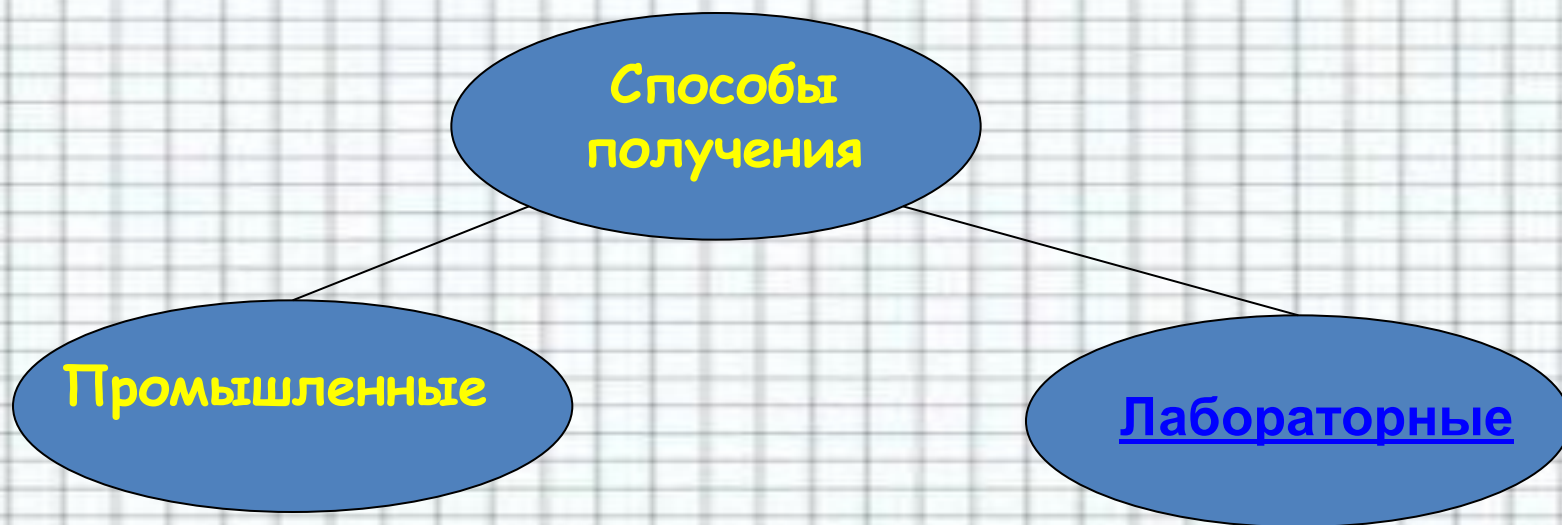 Способы
получения
Промышленные
Лабораторные